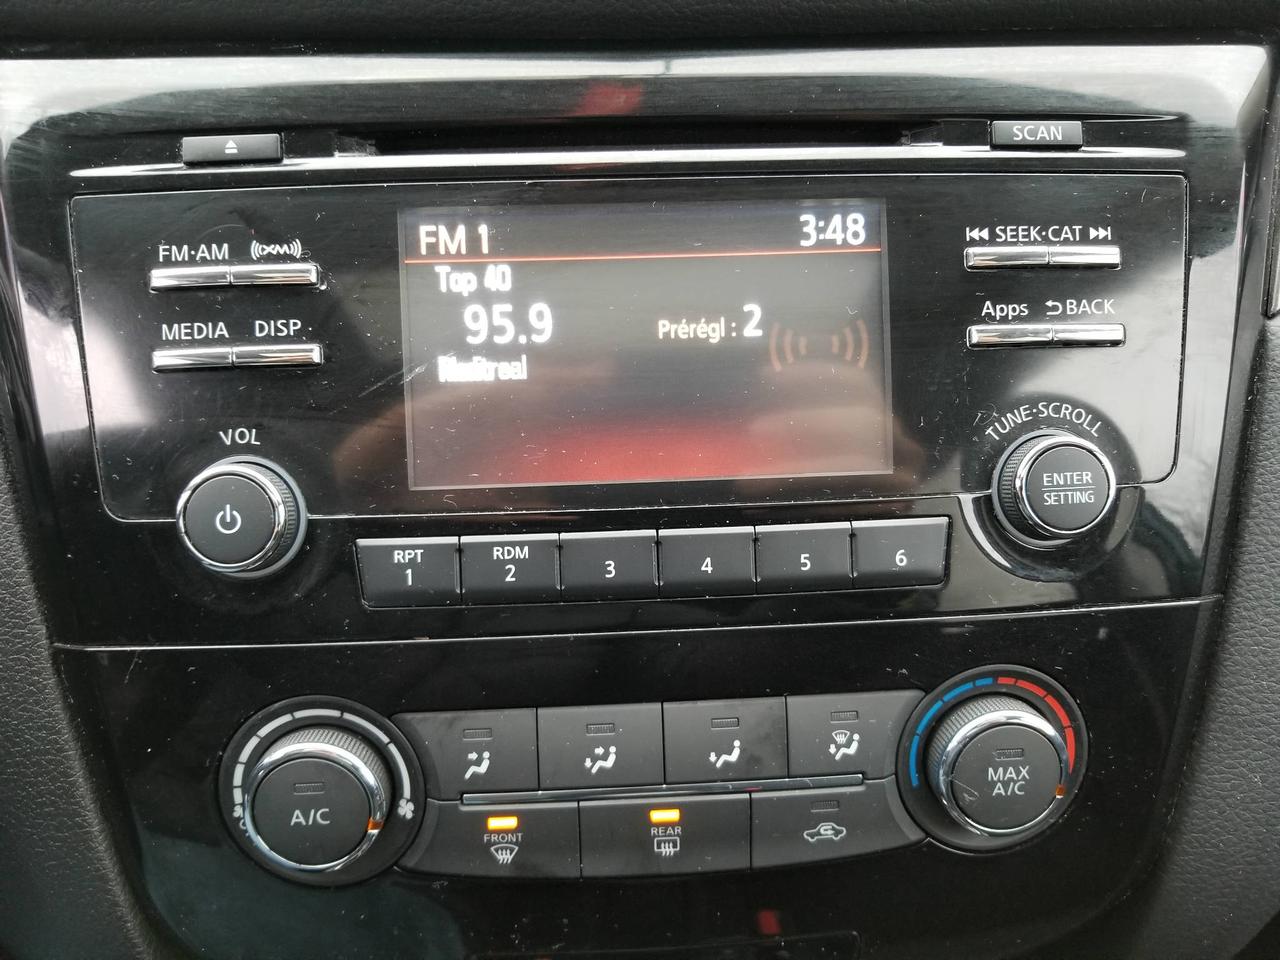 SCAN
FM·AM XM
SEEK·CAT
MEDIA DISP
Apps BACK
FM 1 3:48
Top 40
95.9 Prérégl : 2
VOL
TUNE·SCROLL
ENTER
SETTING
RPT
1
RDM
2
3
4
5
6
A/C
MAX
A/C
FRONT
REAR